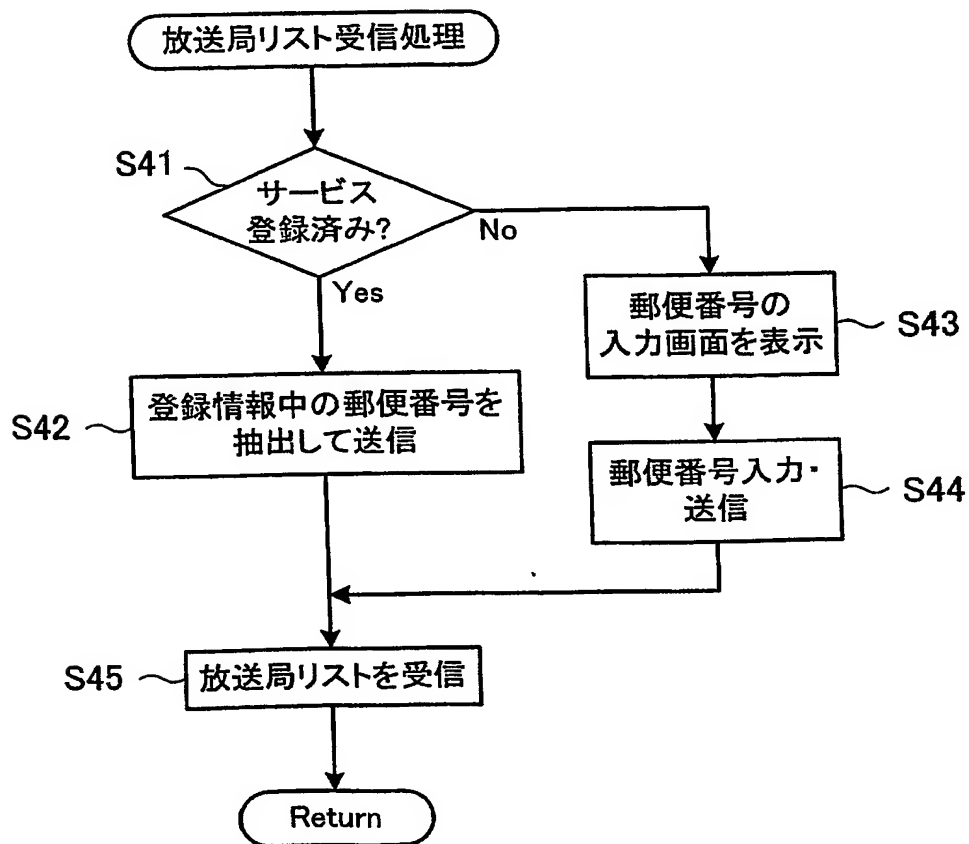 放送局リスト受信処理
S41
サービス
登録済み?
No
Yes
郵便番号の
入力画面を表示
S43
S42
登録情報中の郵便番号を
抽出して送信
郵便番号入力・
送信
S44
S45
放送局リストを受信
Return